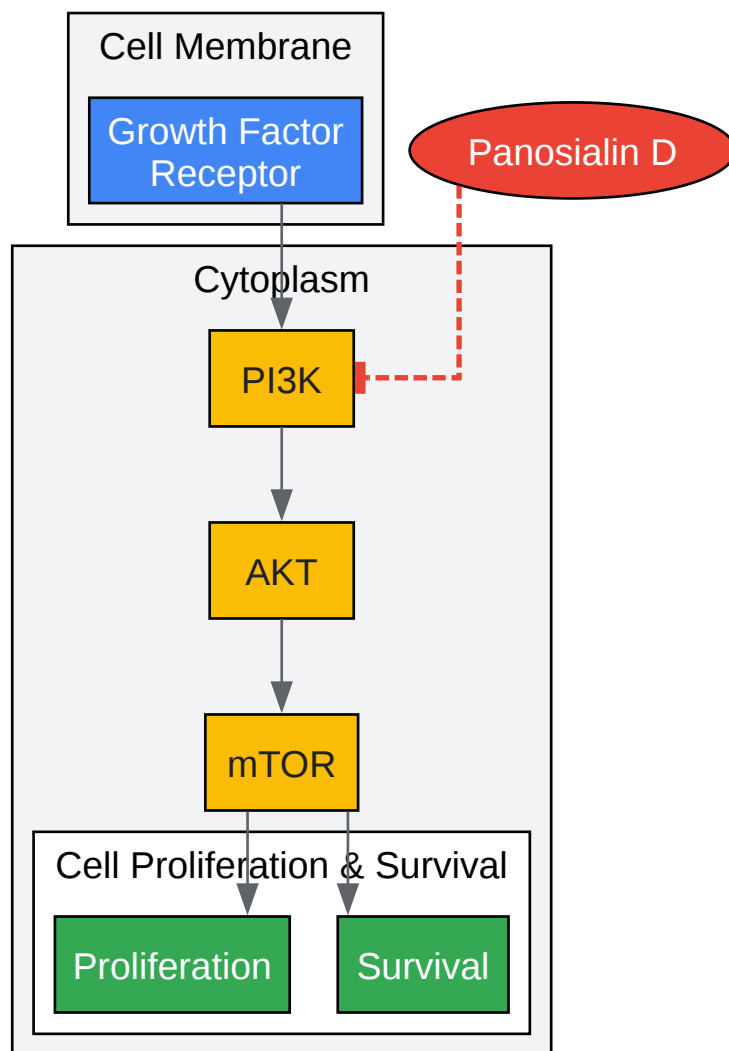 Cell Membrane
Growth Factor
Receptor
Panosialin D
Cytoplasm
PI3K
AKT
mTOR
Cell Proliferation & Survival
Proliferation
Survival